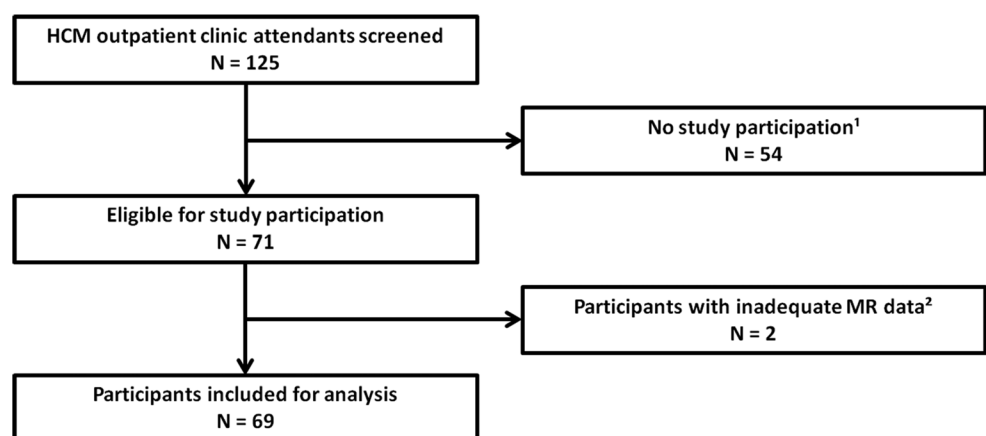 HCM outpatient clinic attendants screened
N = 125
No study participation¹
N = 54
Eligible for study participation
N = 71
Participants with inadequate MR data²
N = 2
Participants included for analysis
N = 69